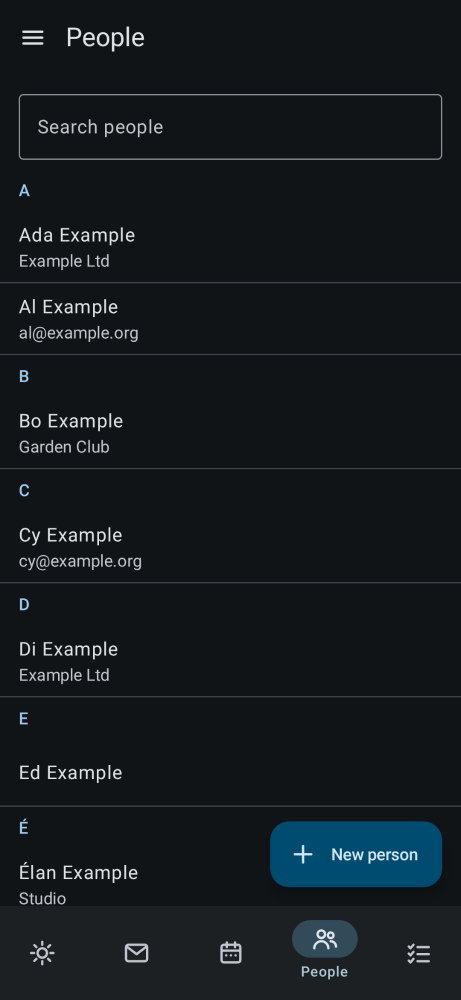 People
Search people
A
Ada Example
Example Ltd
Al Example
al@example.org
B
Bo Example
Garden Club
C
Cy Example
cy@example.org
D
Di Example
Example Ltd
E
Ed Example
É
Élan Example
Studio
New person
People